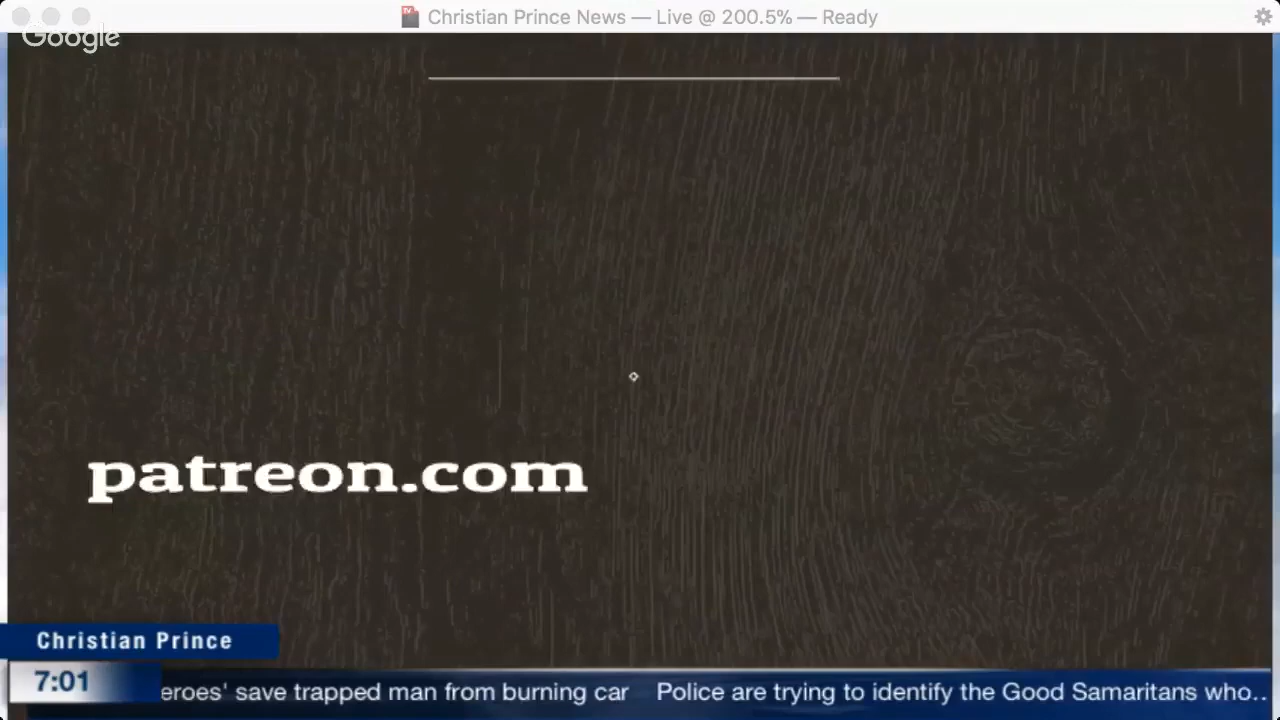 Christian Prince News — Live @ 200.5% — Ready
Google
patreon.com
Christian Prince
7:01
eroes' save trapped man from burning car Police are trying to identify the Good Samaritans who...